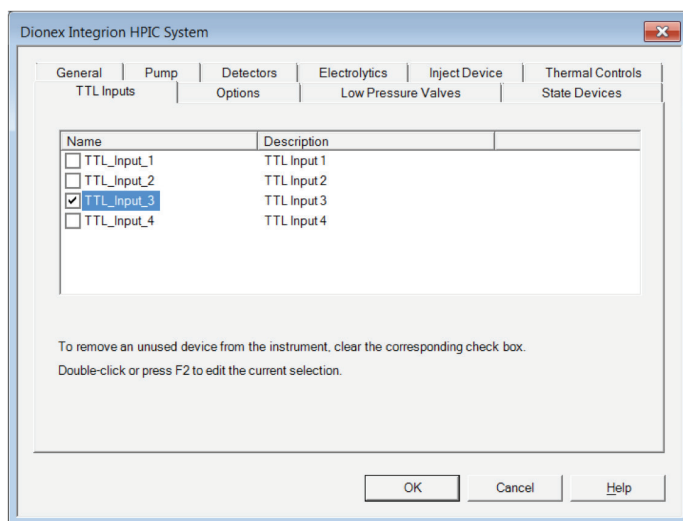 Dionex Integrion HPIC System
General Pump Detectors Electrolytics Inject Device Thermal Controls
TTL Inputs Options Low Pressure Valves State Devices
Name Description
TTL_Input_1 TTL Input 1
TTL_Input_2 TTL Input 2
TTL_Input_3 TTL Input 3
TTL_Input_4 TTL Input 4
To remove an unused device from the instrument, clear the corresponding check box.
Double-click or press F2 to edit the current selection.
OK Cancel Help